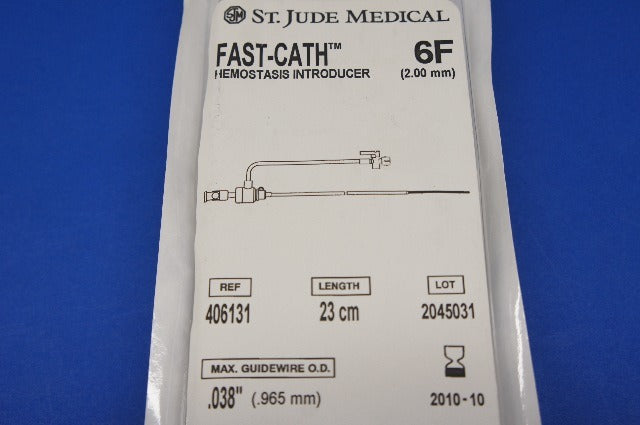 SJM ST. JUDE MEDICAL
FAST-CATH™ 6F
HEMOSTASIS INTRODUCER (2.00 mm)
REF LENGTH LOT
406131 23 cm 2045031
MAX. GUIDEWIRE O.D.
.038" (.965 mm) 2010-10